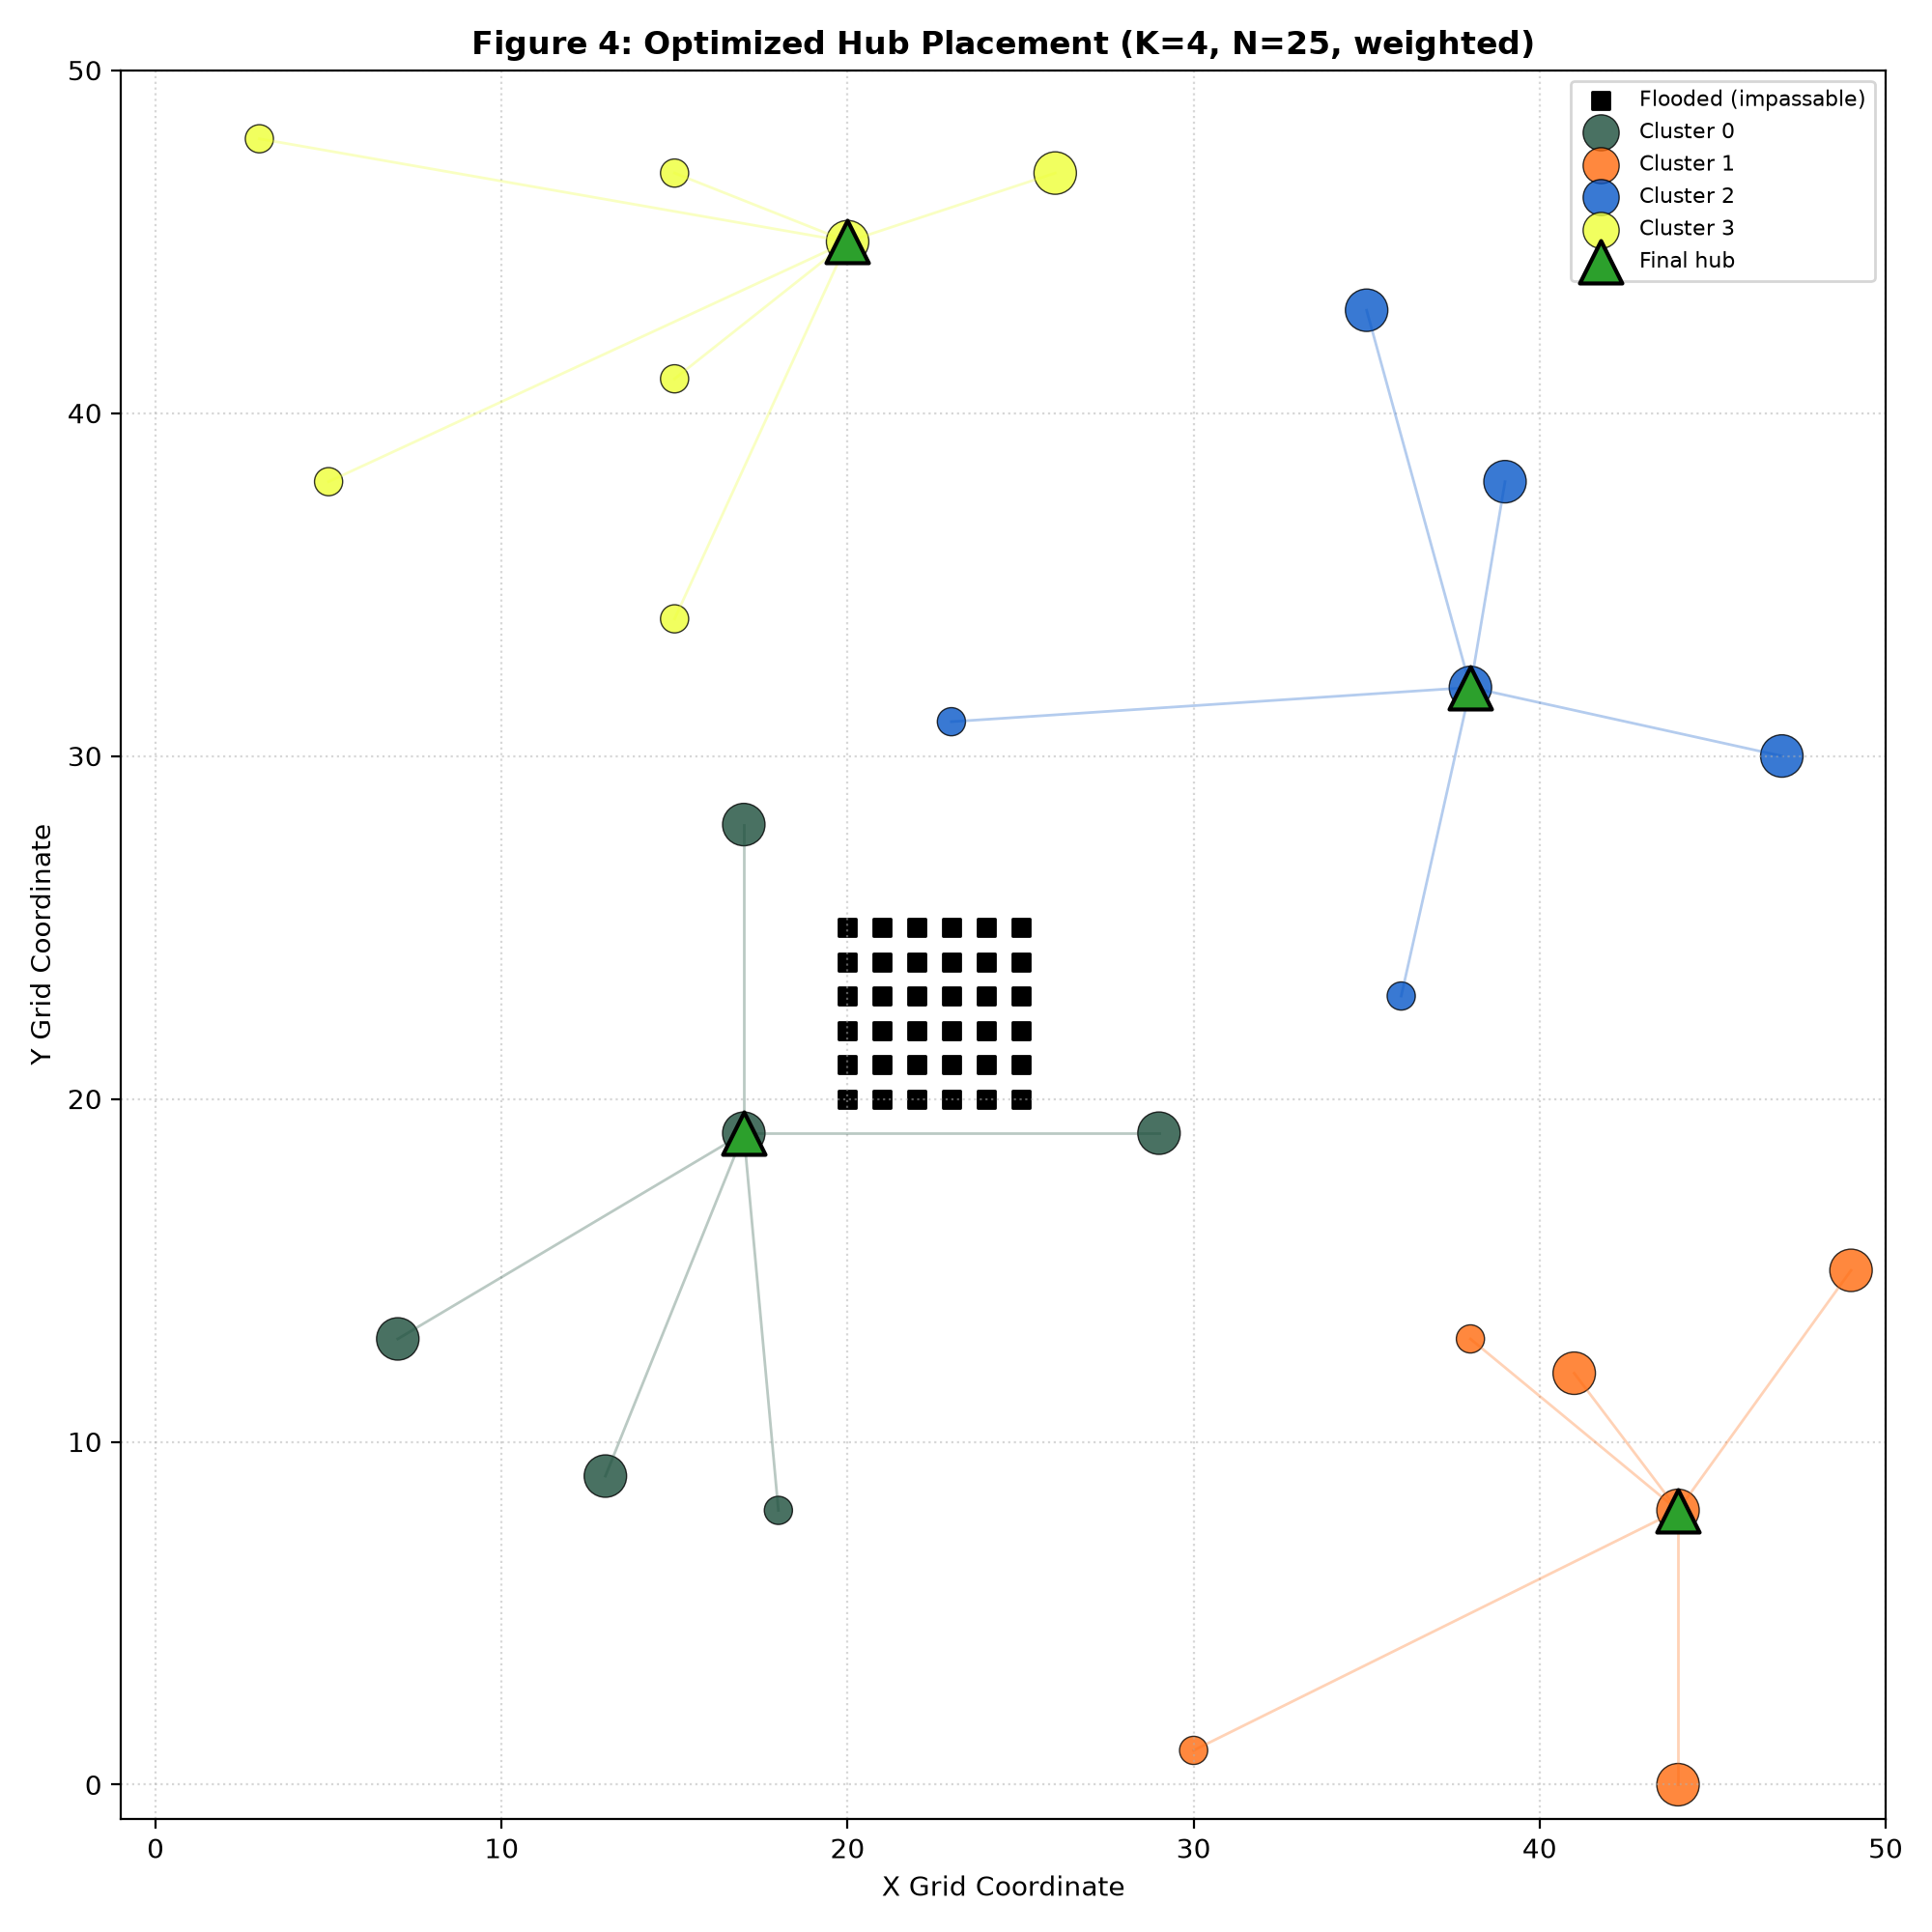 Figure 4: Optimized Hub Placement (K=4, N=25, weighted)
Flooded (impassable)
Cluster 0
Cluster 1
Cluster 2
Cluster 3
Final hub
50
40
30
20
10
0
Y Grid Coordinate
0 10 20 30 40 50
X Grid Coordinate